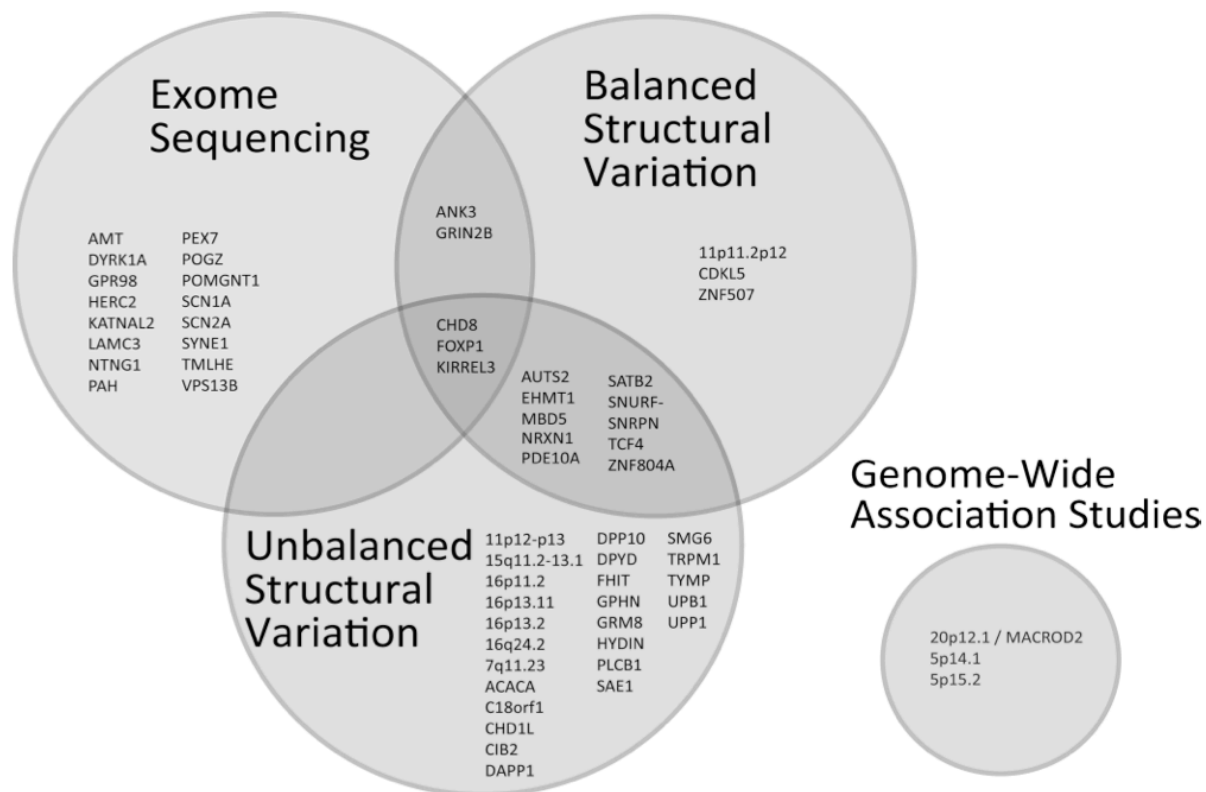 Exome
Sequencing
AMT
DYRK1A
GPR98
HERC2
KATNAL2
LAMC3
NTNG1
PAH
PEX7
POGZ
POMGNT1
SCN1A
SCN2A
SYNE1
TMLHE
VPS13B
ANK3
GRIN2B
Balanced
Structural
Variation
11p11.2p12
CDKL5
ZNF507
CHD8
FOXP1
KIRREL3
AUTS2
EHMT1
MBD5
NRXN1
PDE10A
SATB2
SNURF-
SNRPN
TCF4
ZNF804A
Unbalanced
Structural
Variation
11p12-p13
15q11.2-13.1
16p11.2
16p13.11
16p13.2
16q24.2
7q11.23
ACACA
C18orf1
CHD1L
CIB2
DAPP1
DPP10
DPYD
FHIT
GPHN
GRM8
HYDIN
PLCB1
SAE1
SMG6
TRPM1
TYMP
UPB1
UPP1
Genome-Wide
Association Studies
20p12.1 / MACROD2
5p14.1
5p15.2